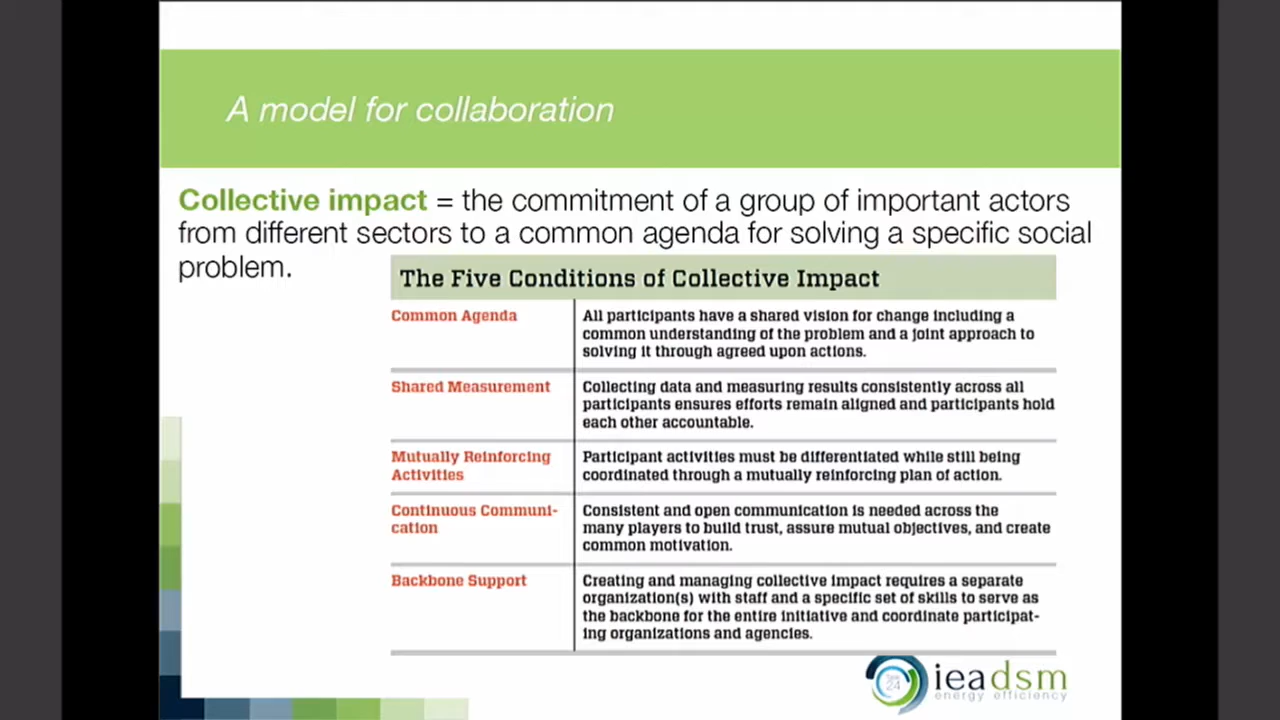 A model for collaboration
Collective impact = the commitment of a group of important actors
from different sectors to a common agenda for solving a specific social
problem.
The Five Conditions of Collective Impact
Common Agenda
All participants have a shared vision for change including a
common understanding of the problem and a joint approach to
solving it through agreed upon actions.
Shared Measurement
Collecting data and measuring results consistently across all
participants ensures efforts remain aligned and participants hold
each other accountable.
Mutually Reinforcing
Activities
Participant activities must be differentiated while still being
coordinated through a mutually reinforcing plan of action.
Continuous Communi-
cation
Consistent and open communication is needed across the
many players to build trust, assure mutual objectives, and create
common motivation.
Backbone Support
Creating and managing collective impact requires a separate
organization(s) with staff and a specific set of skills to serve as
the backbone for the entire initiative and coordinate participat-
ing organizations and agencies.
24
ieadsm
energy efficiency